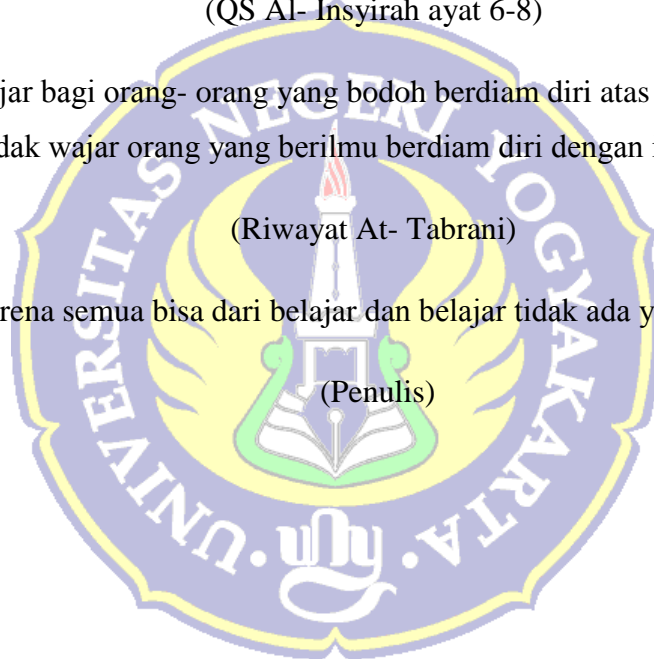 (QS Al- Insyirah ayat 6-8)
jar bagi orang- orang yang bodoh berdiam diri atas
dak wajar orang yang berilmu berdiam diri dengan
(Riwayat At- Tabrani)
rena semua bisa dari belajar dan belajar tidak ada y
(Penulis)
UNIVERSITAS NEGERI YOGYAKARTA
uny